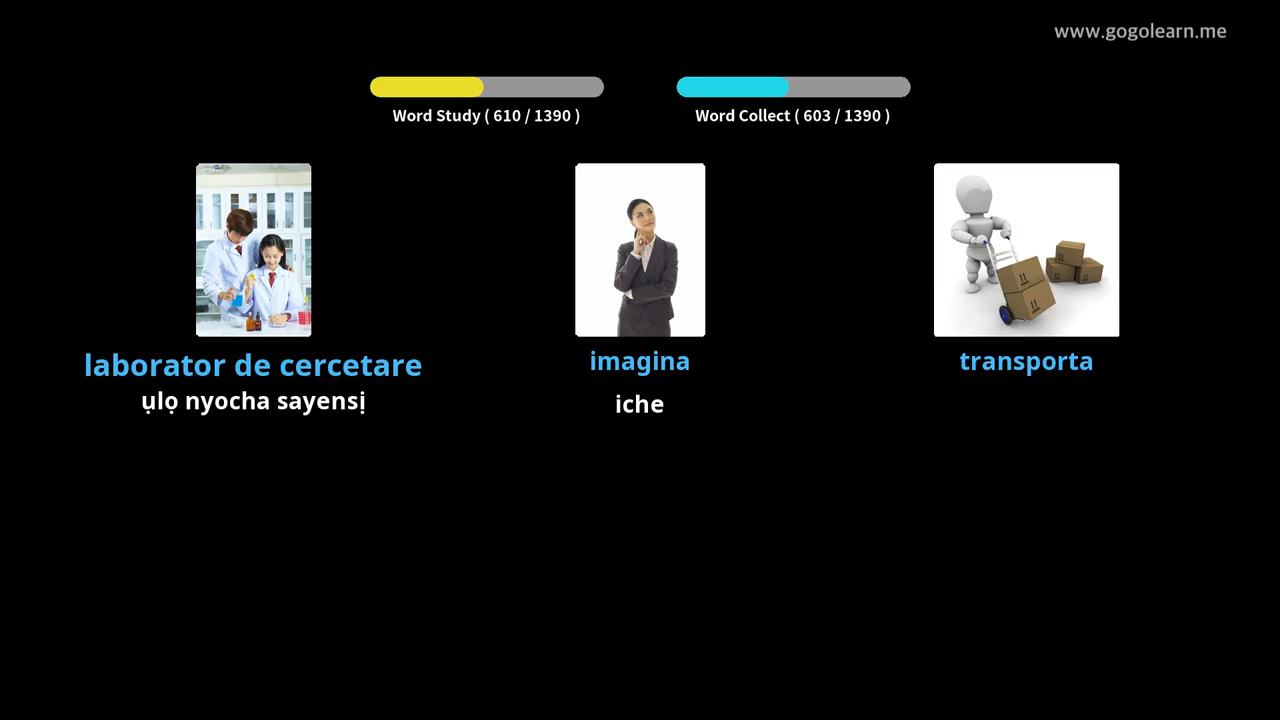 www.gogolearn.me
Word Study ( 610 / 1390 )
Word Collect ( 603 / 1390 )
laborator de cercetare
ụlọ nyocha sayensị
imagina
iche
transporta